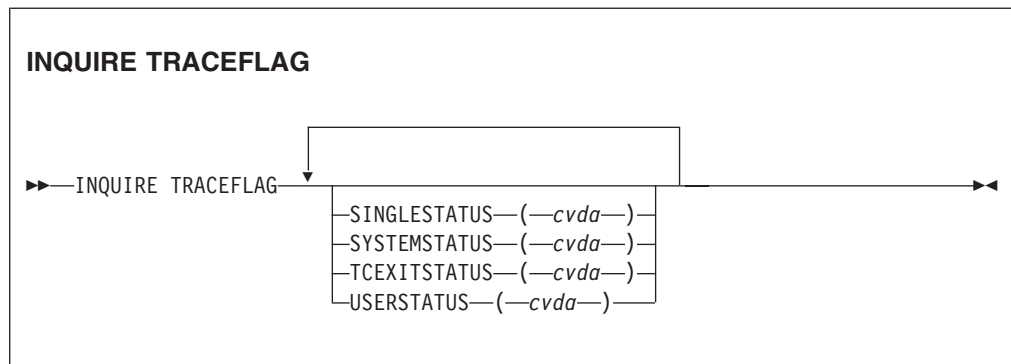 INQUIRE TRACEFLAG
INQUIRE TRACEFLAG
SINGLESTATUS ( cvda )
SYSTEMSTATUS ( cvda )
TCEXITSTATUS ( cvda )
USERSTATUS ( cvda )